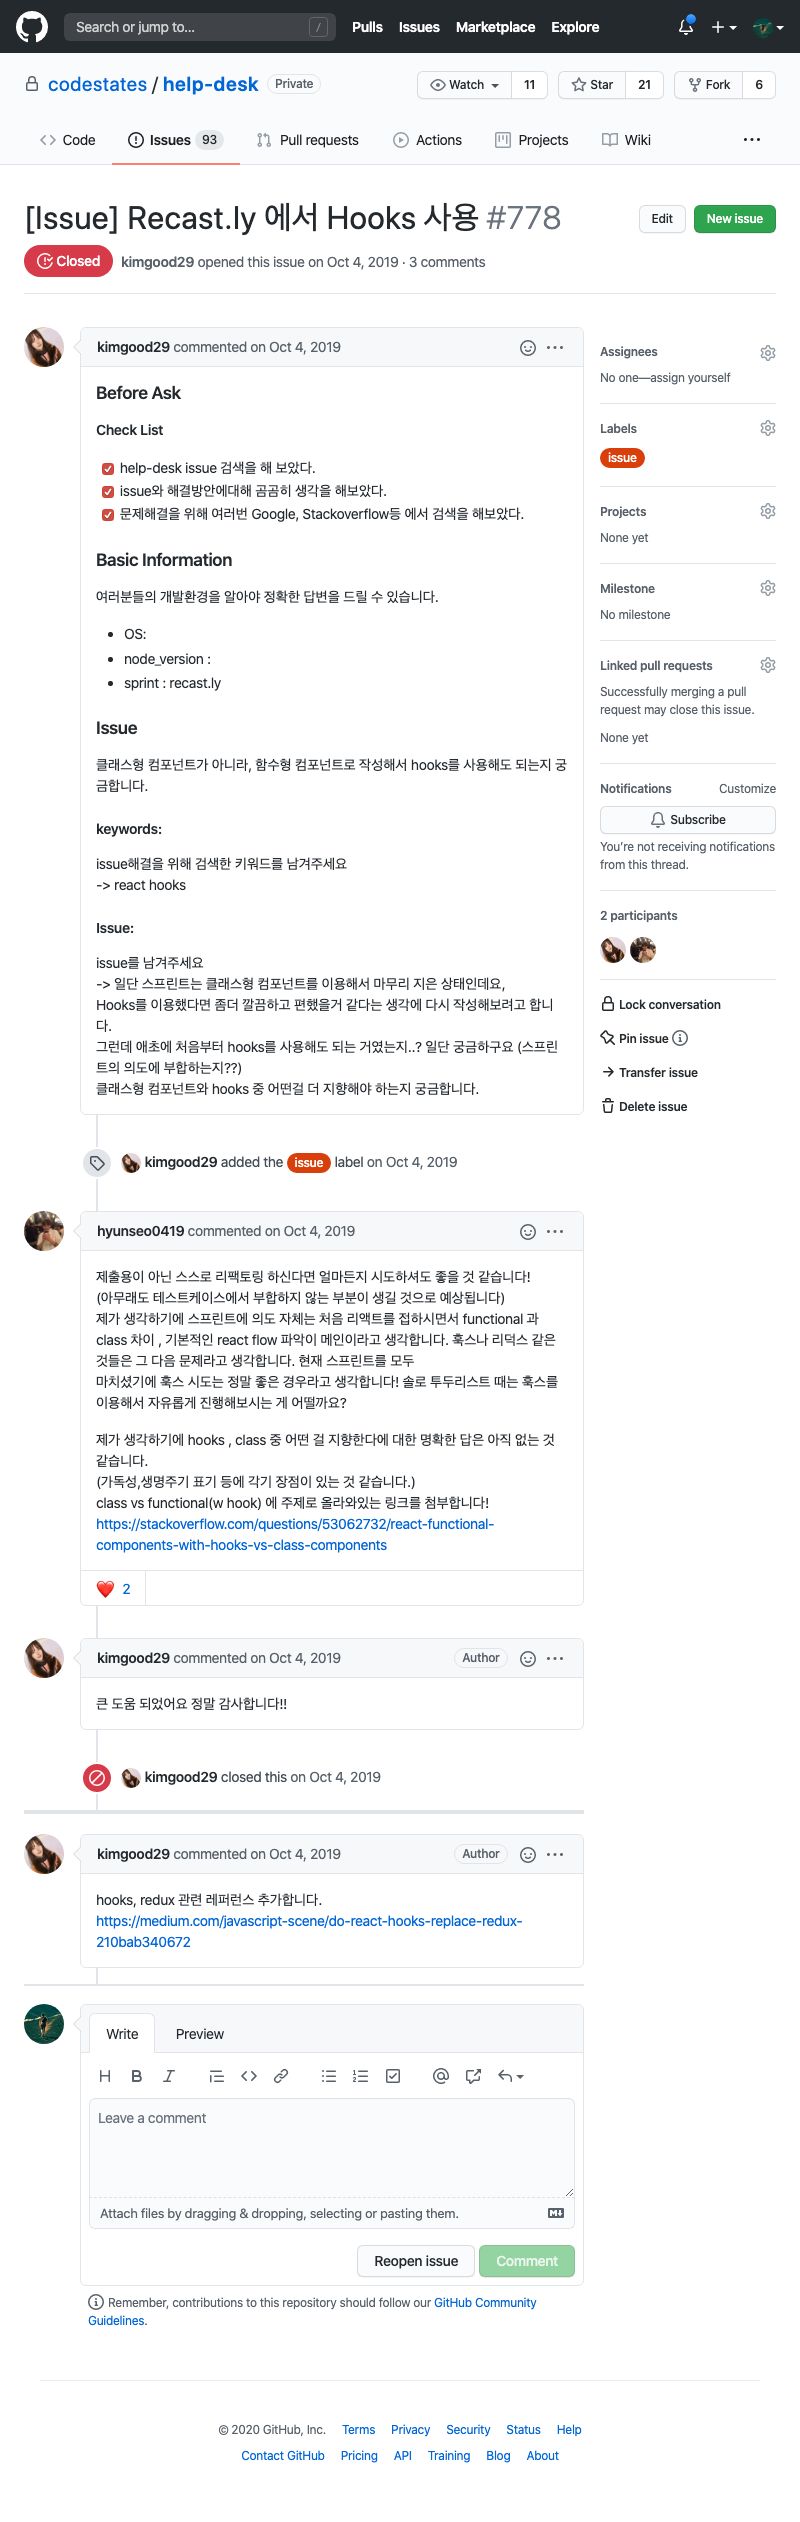 Search or jump to... /
Pulls Issues Marketplace Explore
codestates / help-desk Private
Watch 11 Star 21 Fork 6
Code Issues 93 Pull requests Actions Projects Wiki
[Issue] Recast.ly 에서 Hooks 사용 #778
Edit New issue
Closed kimgood29 opened this issue on Oct 4, 2019 · 3 comments
kimgood29 commented on Oct 4, 2019
Before Ask
Check List
help-desk issue 검색을 해 보았다.
issue와 해결방안에대해 곰곰히 생각을 해보았다.
문제해결을 위해 여러번 Google, Stackoverflow등 에서 검색을 해보았다.
Basic Information
여러분들의 개발환경을 알아야 정확한 답변을 드릴 수 있습니다.
• OS:
• node_version :
• sprint : recast.ly
Issue
클래스형 컴포넌트가 아니라, 함수형 컴포넌트로 작성해서 hooks를 사용해도 되는지 궁
금합니다.
keywords:
issue해결을 위해 검색한 키워드를 남겨주세요
-> react hooks
Issue:
issue를 남겨주세요
-> 일단 스프린트는 클래스형 컴포넌트를 이용해서 마무리 지은 상태인데요,
Hooks를 이용했다면 좀더 깔끔하고 편했을거 같다는 생각에 다시 작성해보려고 합니
다.
그런데 애초에 처음부터 hooks를 사용해도 되는 거였는지..? 일단 궁금하구요 (스프린
트의 의도에 부합하는지??)
클래스형 컴포넌트와 hooks 중 어떤걸 더 지향해야 하는지 궁금합니다.
Assignees
No one—assign yourself
Labels
issue
Projects
None yet
Milestone
No milestone
Linked pull requests
Successfully merging a pull
request may close this issue.
None yet
Notifications Customize
Subscribe
You’re not receiving notifications
from this thread.
2 participants
Lock conversation
Pin issue
Transfer issue
Delete issue
kimgood29 added the issue label on Oct 4, 2019
hyunseo0419 commented on Oct 4, 2019
제출용이 아닌 스스로 리팩토링 하신다면 얼마든지 시도하셔도 좋을 것 같습니다!
(아무래도 테스트케이스에서 부합하지 않는 부분이 생길 것으로 예상됩니다)
제가 생각하기에 스프린트에 의도 자체는 처음 리액트를 접하시면서 functional 과
class 차이 , 기본적인 react flow 파악이 메인이라고 생각합니다. 훅스나 리덕스 같은
것들은 그 다음 문제라고 생각합니다. 현재 스프린트를 모두
마치셨기에 훅스 시도는 정말 좋은 경우라고 생각합니다! 솔로 투두리스트 때는 훅스를
이용해서 자유롭게 진행해보시는 게 어떨까요?
제가 생각하기에 hooks , class 중 어떤 걸 지향한다에 대한 명확한 답은 아직 없는 것
같습니다.
(가독성,생명주기 표기 등에 각기 장점이 있는 것 같습니다.)
class vs functional(w hook) 에 주제로 올라와있는 링크를 첨부합니다!
https://stackoverflow.com/questions/53062732/react-functional-
components-with-hooks-vs-class-components
❤️ 2
kimgood29 commented on Oct 4, 2019 Author
큰 도움 되었어요 정말 감사합니다!!
kimgood29 closed this on Oct 4, 2019
kimgood29 commented on Oct 4, 2019 Author
hooks, redux 관련 레퍼런스 추가합니다.
https://medium.com/javascript-scene/do-react-hooks-replace-redux-
210bab340672
Write Preview
Leave a comment
Attach files by dragging & dropping, selecting or pasting them.
Reopen issue Comment
Remember, contributions to this repository should follow our GitHub Community
Guidelines.
© 2020 GitHub, Inc. Terms Privacy Security Status Help
Contact GitHub Pricing API Training Blog About